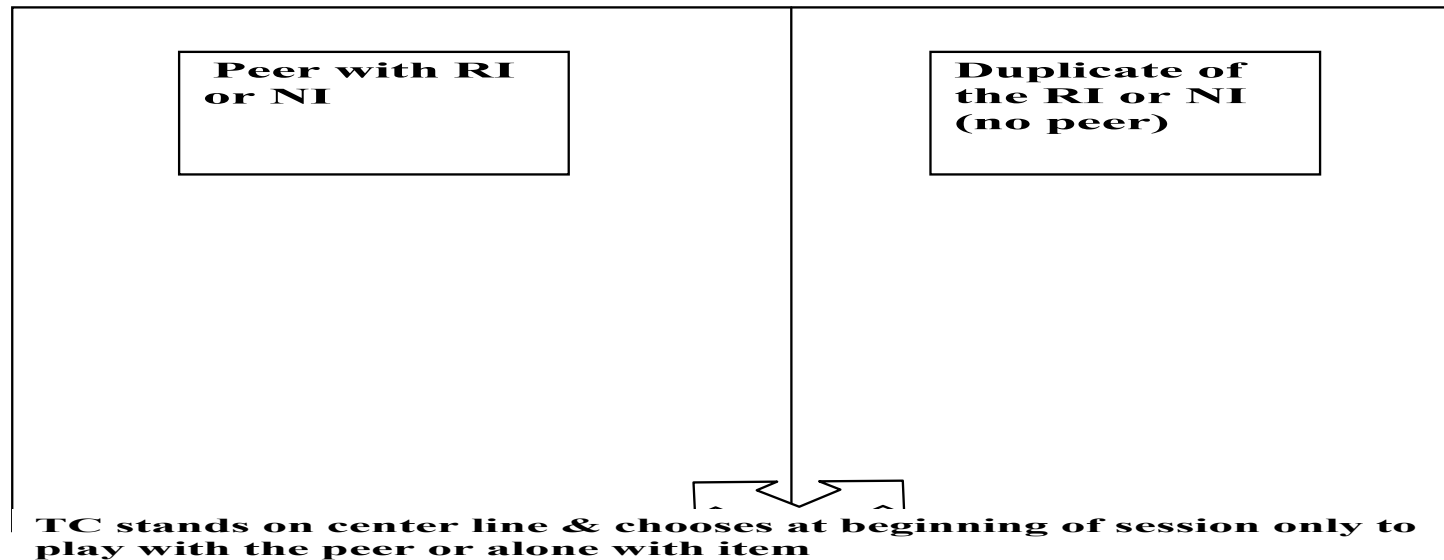 Peer with RI
or NI
Duplicate of
the RI or NI
(no peer)
TC stands on center line & chooses at beginning of session only to
play with the peer or alone with item